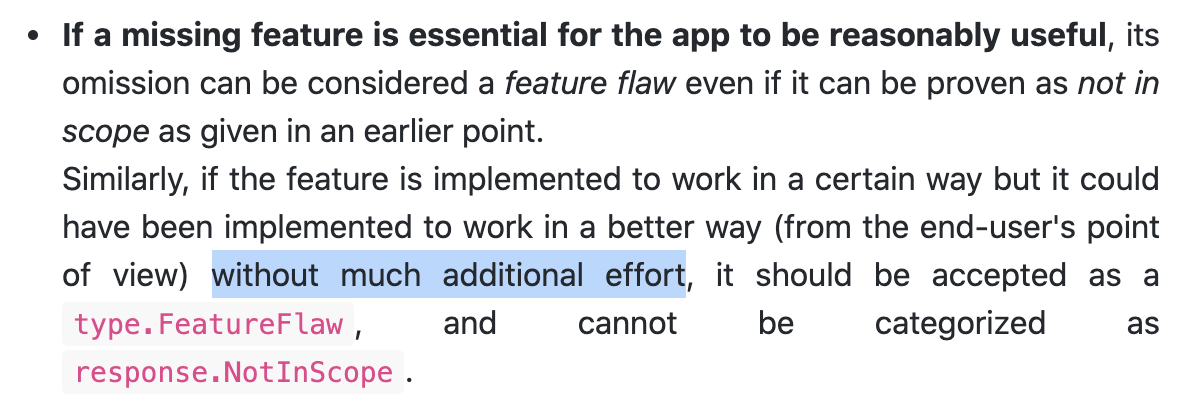 • If a missing feature is essential for the app to be reasonably useful, its
omission can be considered a feature flaw even if it can be proven as not in
scope as given in an earlier point.
Similarly, if the feature is implemented to work in a certain way but it could
have been implemented to work in a better way (from the end-user's point
of view) without much additional effort, it should be accepted as a
type.FeatureFlaw, and cannot be categorized as
response.NotInScope.